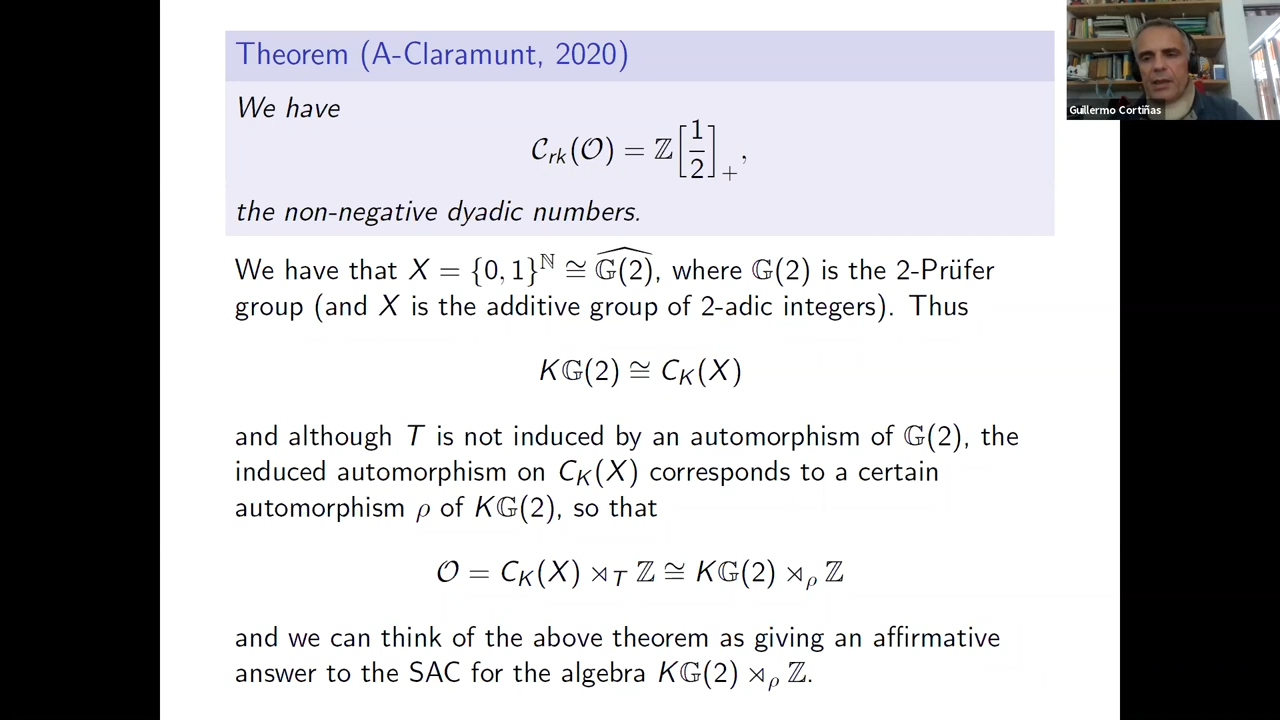 Theorem (A-Claramunt, 2020)
We have
𝒞_{rk}(𝒪) = ℤ[1/2]_+,
the non-negative dyadic numbers.
We have that X = {0, 1}^ℕ ≅ \widehat{𝔾(2)}, where 𝔾(2) is the 2-Prüfer
group (and X is the additive group of 2-adic integers). Thus
K𝔾(2) ≅ C_K(X)
and although T is not induced by an automorphism of 𝔾(2), the
induced automorphism on C_K(X) corresponds to a certain
automorphism ρ of K𝔾(2), so that
𝒪 = C_K(X) ⋊_T ℤ ≅ K𝔾(2) ⋊_ρ ℤ
and we can think of the above theorem as giving an affirmative
answer to the SAC for the algebra K𝔾(2) ⋊_ρ ℤ.
Guillermo Cortiñas